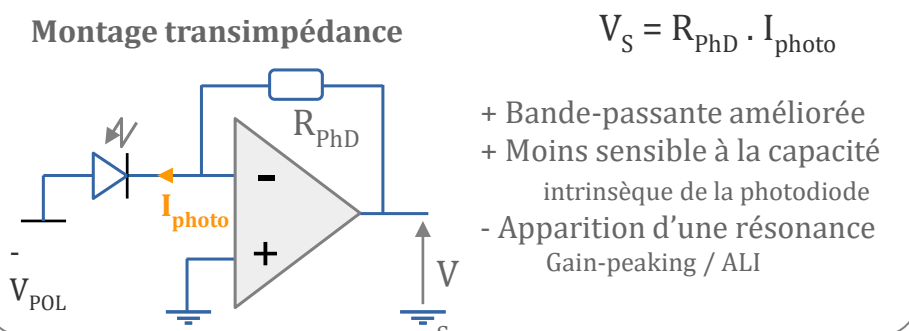 Montage transimpédance
V_S = R_PhD . I_photo
R_PhD
+ Bande-passante améliorée
+ Moins sensible à la capacité
intrinsèque de la photodiode
- Apparition d'une résonance
Gain-peaking / ALI
-
I_photo
+
-
V_POL
V
S